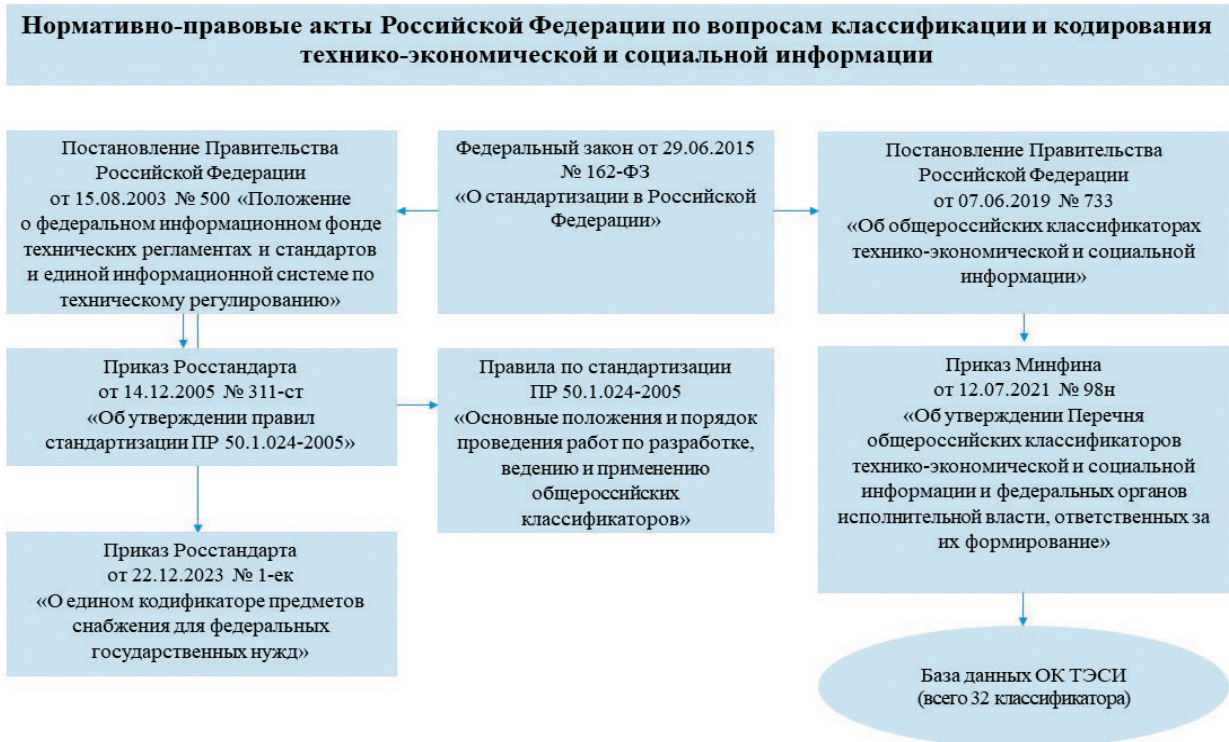 Нормативно-правовые акты Российской Федерации по вопросам классификации и кодирования
технико-экономической и социальной информации
Постановление Правительства
Российской Федерации
от 15.08.2003 № 500 «Положение
о федеральном информационном фонде
технических регламентах и стандартов
и единой информационной системе по
техническому регулированию»
Федеральный закон от 29.06.2015
№ 162-ФЗ
«О стандартизации в Российской
Федерации»
Постановление Правительства
Российской Федерации
от 07.06.2019 № 733
«Об общероссийских классификаторах
технико-экономической и социальной
информации»
Приказ Росстандарта
от 14.12.2005 № 311-ст
«Об утверждении правил
стандартизации ПР 50.1.024-2005»
Правила по стандартизации
ПР 50.1.024-2005
«Основные положения и порядок
проведения работ по разработке,
ведению и применению
общероссийских
классификаторов»
Приказ Минфина
от 12.07.2021 № 98н
«Об утверждении Перечня
общероссийских классификаторов
технико-экономической и социальной
информации и федеральных органов
исполнительной власти, ответственных за
их формирование»
Приказ Росстандарта
от 22.12.2023 № 1-ек
«О едином кодификаторе предметов
снабжения для федеральных
государственных нужд»
База данных ОК ТЭСИ
(всего 32 классификатора)